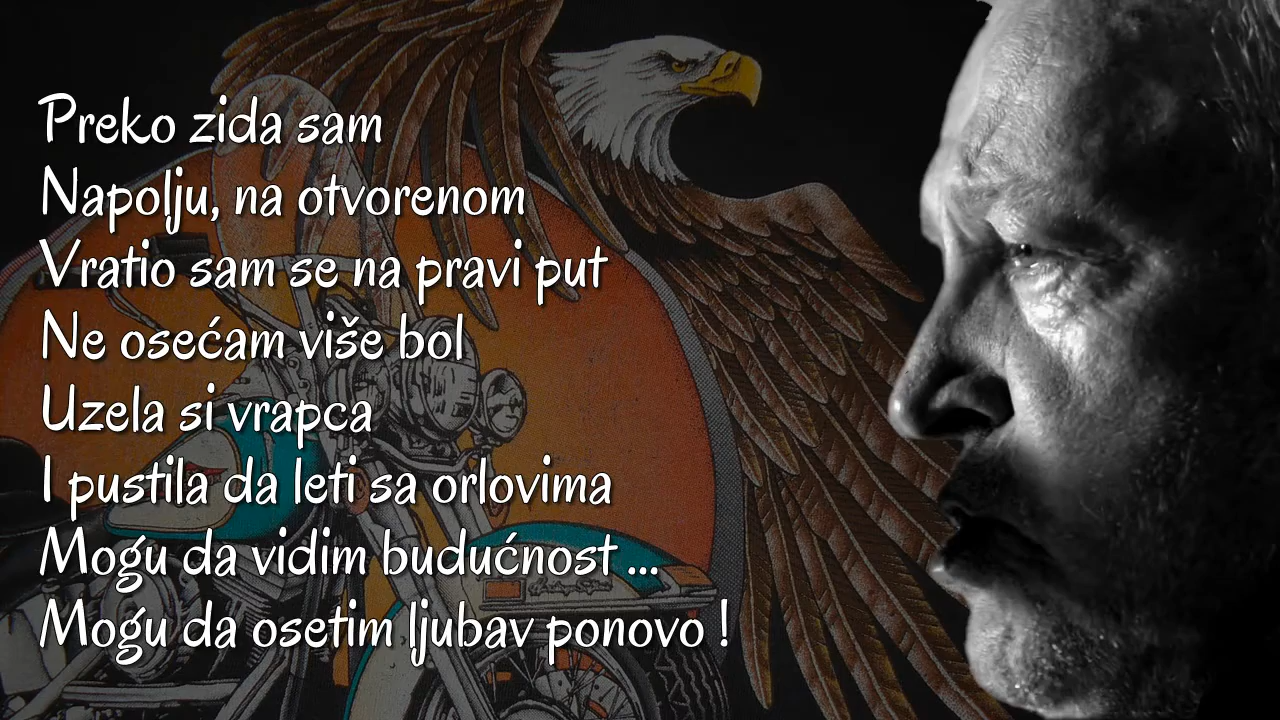 Preko zida sam
Napolju, na otvorenom
Vratio sam se na pravi put
Ne osećam više bol
Uzela si vrapca
I pustila da leti sa orlovima
Mogu da vidim budućnost ...
Mogu da osetim ljubav ponovo !